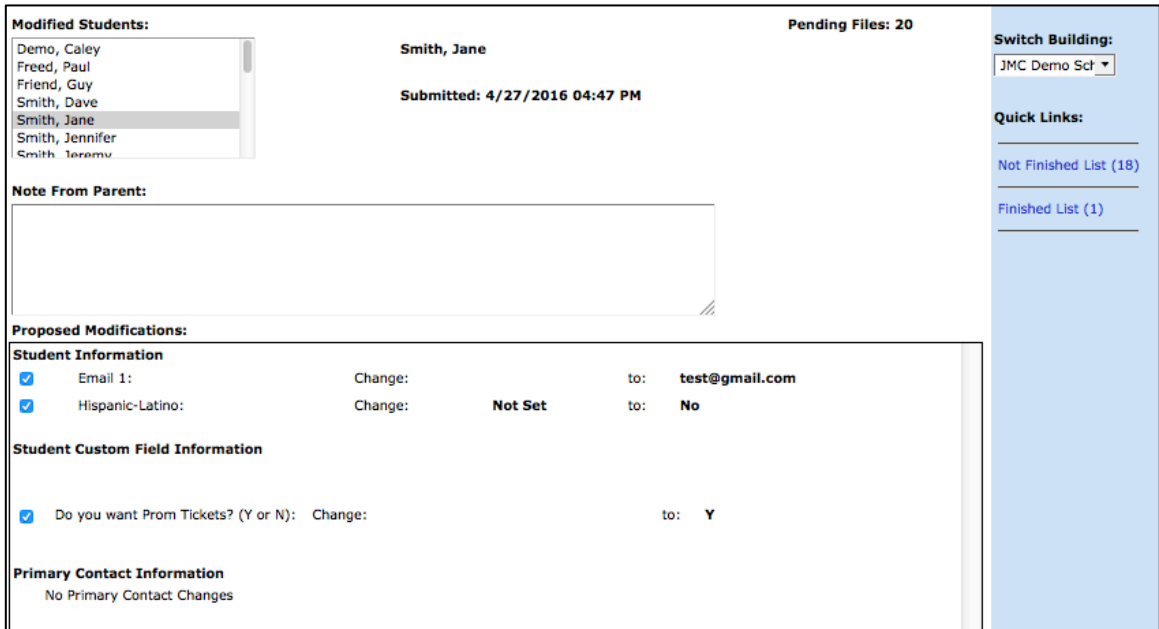 Modified Students:
Demo, Caley
Freed, Paul
Friend, Guy
Smith, Dave
Smith, Jane
Smith, Jennifer
Smith, Jeremy
Smith, Jane
Submitted: 4/27/2016 04:47 PM
Pending Files: 20
Note From Parent:
Proposed Modifications:
Student Information
Email 1: Change: to: test@gmail.com
Hispanic-Latino: Change: Not Set to: No
Student Custom Field Information
Do you want Prom Tickets? (Y or N): Change: to: Y
Primary Contact Information
No Primary Contact Changes
Switch Building:
JMC Demo Sch
Quick Links:
Not Finished List (18)
Finished List (1)